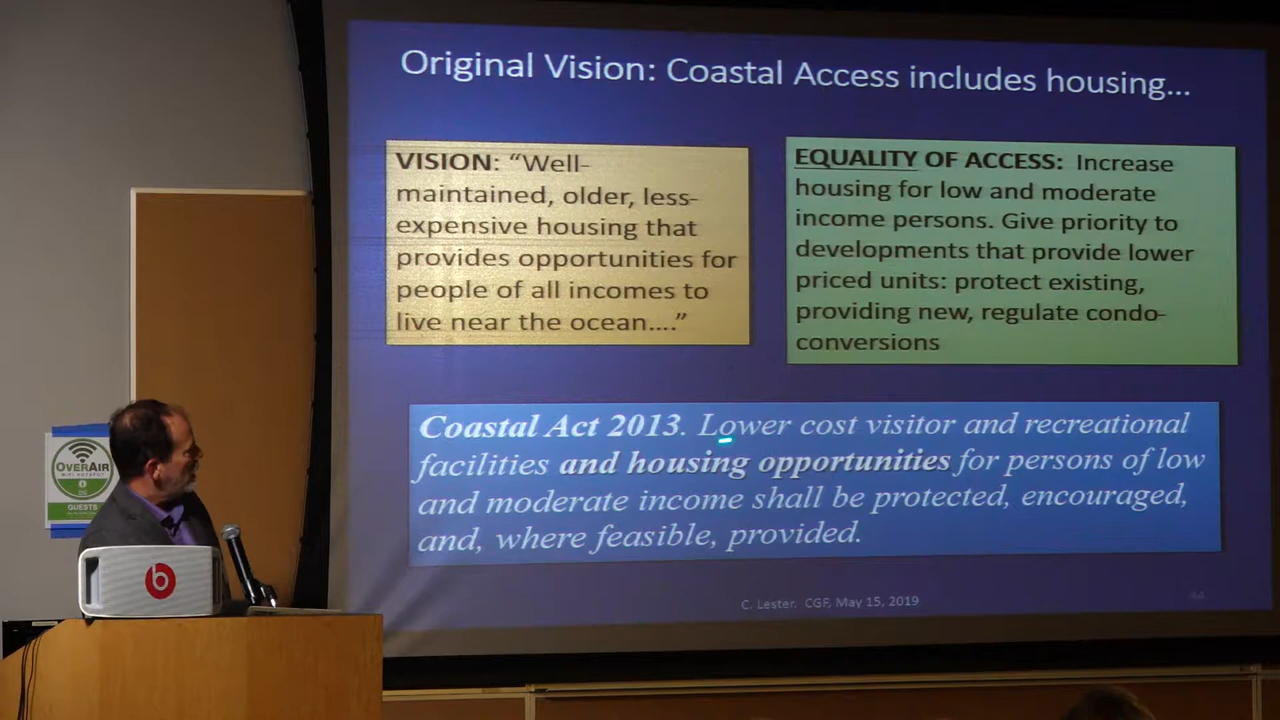 Original Vision: Coastal Access includes housing…
VISION: “Well-
maintained, older, less-
expensive housing that
provides opportunities for
people of all incomes to
live near the ocean….”
EQUALITY OF ACCESS: Increase
housing for low and moderate
income persons. Give priority to
developments that provide lower
priced units: protect existing,
providing new, regulate condo-
conversions
Coastal Act 2013. Lower cost visitor and recreational
facilities and housing opportunities for persons of low
and moderate income shall be protected, encouraged,
and, where feasible, provided.
C. Lester. CGF, May 15, 2019
44
OVERAIR
WIFI HOTSPOT
GUESTS
b